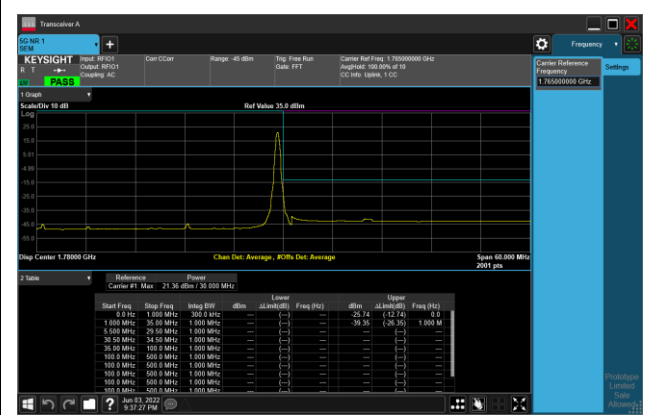 Transceiver A
5G NR 1
SEM
Frequency
KEYSIGHT
R T
PASS
Input: RFIO1
Output: RFIO1
Coupling: AC
Corr CCorr
Range: -45 dBm
Trig: Free Run
Gate: FFT
Carrier Ref Freq: 1.765000000 GHz
Avg|Hold: 100.00% of 10
CC Info: Uplink, 1 CC
Carrier Reference
Frequency
1.765000000 GHz
Settings
1 Graph
Scale/Div 10 dB
Ref Value 35.0 dBm
Log
25.0
15.0
5.01
-4.99
-15.0
-25.0
-35.0
-45.0
-55.0
Disp Center 1.78000 GHz
Chan Det: Average , #Offs Det: Average
Span 60.000 MHz
2001 pts
2 Table
Reference Power
Carrier #1 Max 21.36 dBm / 30.000 MHz
Lower Upper
Start Freq Stop Freq Integ BW dBm ΔLimit(dB) Freq (Hz) dBm ΔLimit(dB) Freq (Hz)
0.0 Hz 1.000 MHz 300.0 kHz --- (---) --- -25.74 (-12.74) 0.0
1.000 MHz 35.00 MHz 1.000 MHz --- (---) --- -39.35 (-26.35) 1.000 M
5.500 MHz 29.50 MHz 1.000 MHz --- (---) --- --- (---) ---
30.50 MHz 34.50 MHz 1.000 MHz --- (---) --- --- (---) ---
35.00 MHz 100.0 MHz 1.000 MHz --- (---) --- --- (---) ---
100.0 MHz 500.0 MHz 1.000 MHz --- (---) --- --- (---) ---
100.0 MHz 500.0 MHz 1.000 MHz --- (---) --- --- (---) ---
100.0 MHz 500.0 MHz 1.000 MHz --- (---) --- --- (---) ---
100.0 MHz 500.0 MHz 1.000 MHz --- (---) --- --- (---) ---
Prototype
Limited
Sale
Allowed
Jun 03, 2022
9:37:27 PM